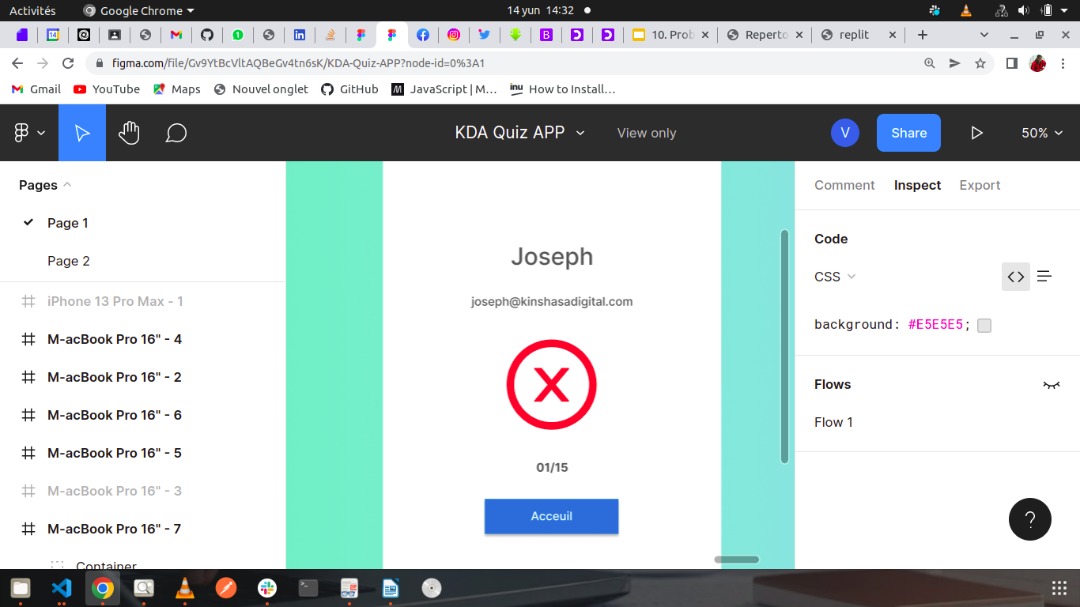 Activités
Google Chrome
14 yun 14:32
10. Prob
Reperto
replit
figma.com/file/Gv9YtBcVltAQBeGv4tn6sK/KDA-Quiz-APP?node-id=0%3A1
Gmail
YouTube
Maps
Nouvel onglet
GitHub
JavaScript | M...
How to Install...
KDA Quiz APP
View only
V
Share
50%
Pages
Page 1
Page 2
iPhone 13 Pro Max - 1
M-acBook Pro 16" - 4
M-acBook Pro 16" - 2
M-acBook Pro 16" - 6
M-acBook Pro 16" - 5
M-acBook Pro 16" - 3
M-acBook Pro 16" - 7
Container
Joseph
joseph@kinshasadigital.com
X
01/15
Acceuil
Comment
Inspect
Export
Code
CSS
background: #E5E5E5;
Flows
Flow 1
?